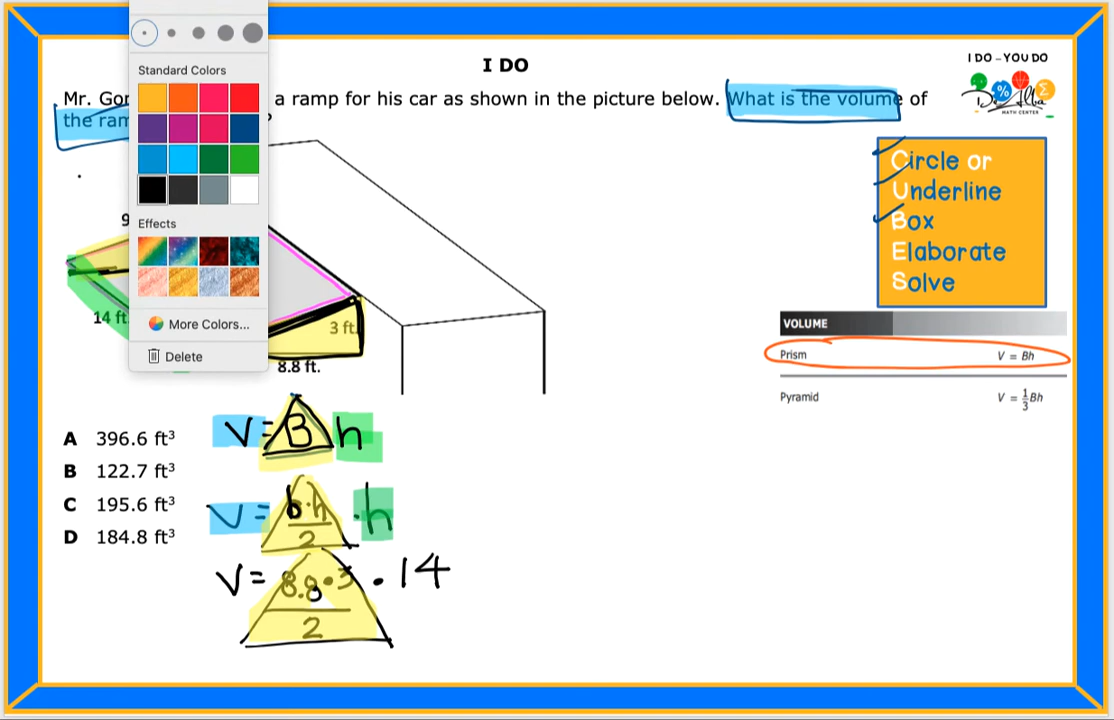 Standard Colors
Effects
More Colors...
Delete
I DO
I DO – YOU DO
MATH CENTER
Mr. Gor a ramp for his car as shown in the picture below. What is the volume of
the ram ?
Circle or
Underline
Box
Elaborate
Solve
9
14 ft.
3 ft.
8.8 ft.
VOLUME
Prism V = Bh
Pyramid V = 1/3 Bh
A 396.6 ft³
B 122.7 ft³
C 195.6 ft³
D 184.8 ft³
V = B h
V = b·h/2 · h
V = 8.8·3/2 · 14